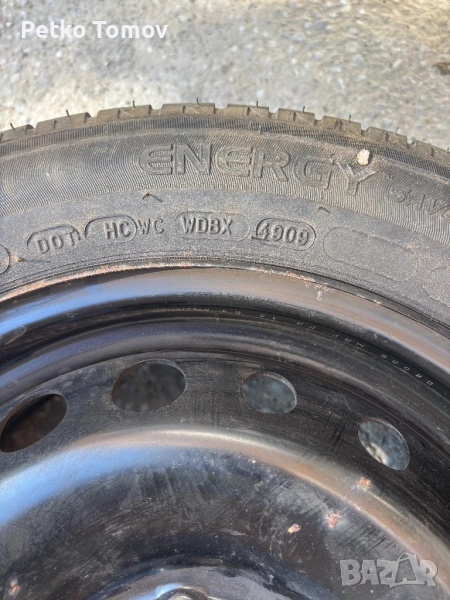 Petko Tomov
ENERGY
DOT HC WC WDBX 4909
BAZAR